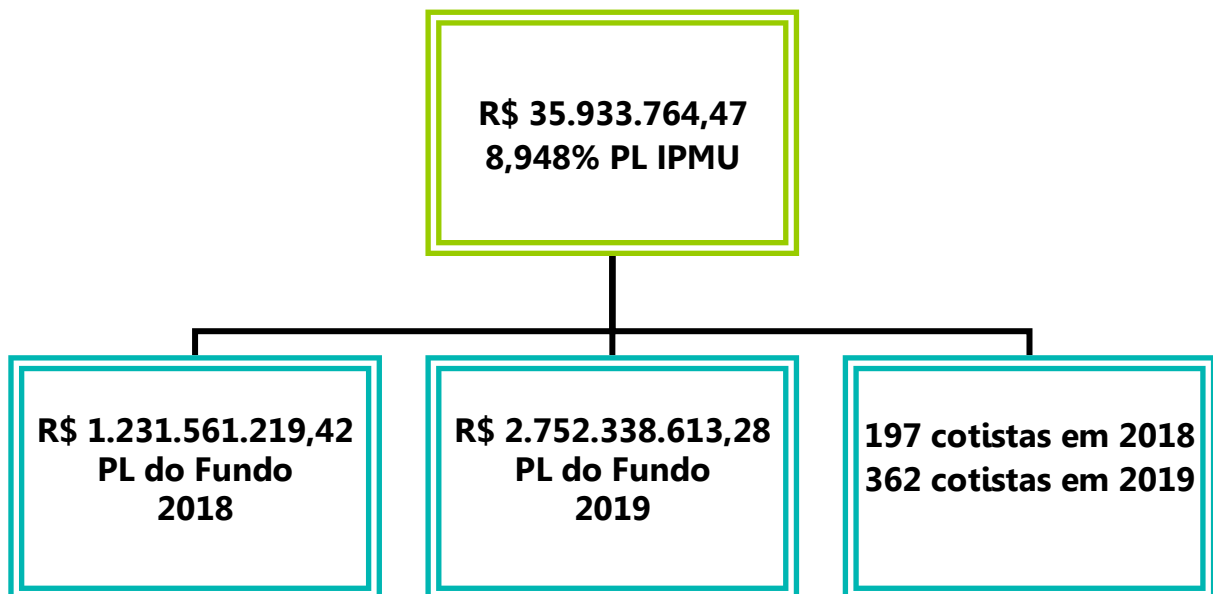 R$ 35.933.764,47
8,948% PL IPMU
R$ 1.231.561.219,42
PL do Fundo
2018
R$ 2.752.338.613,28
PL do Fundo
2019
197 cotistas em 2018
362 cotistas em 2019